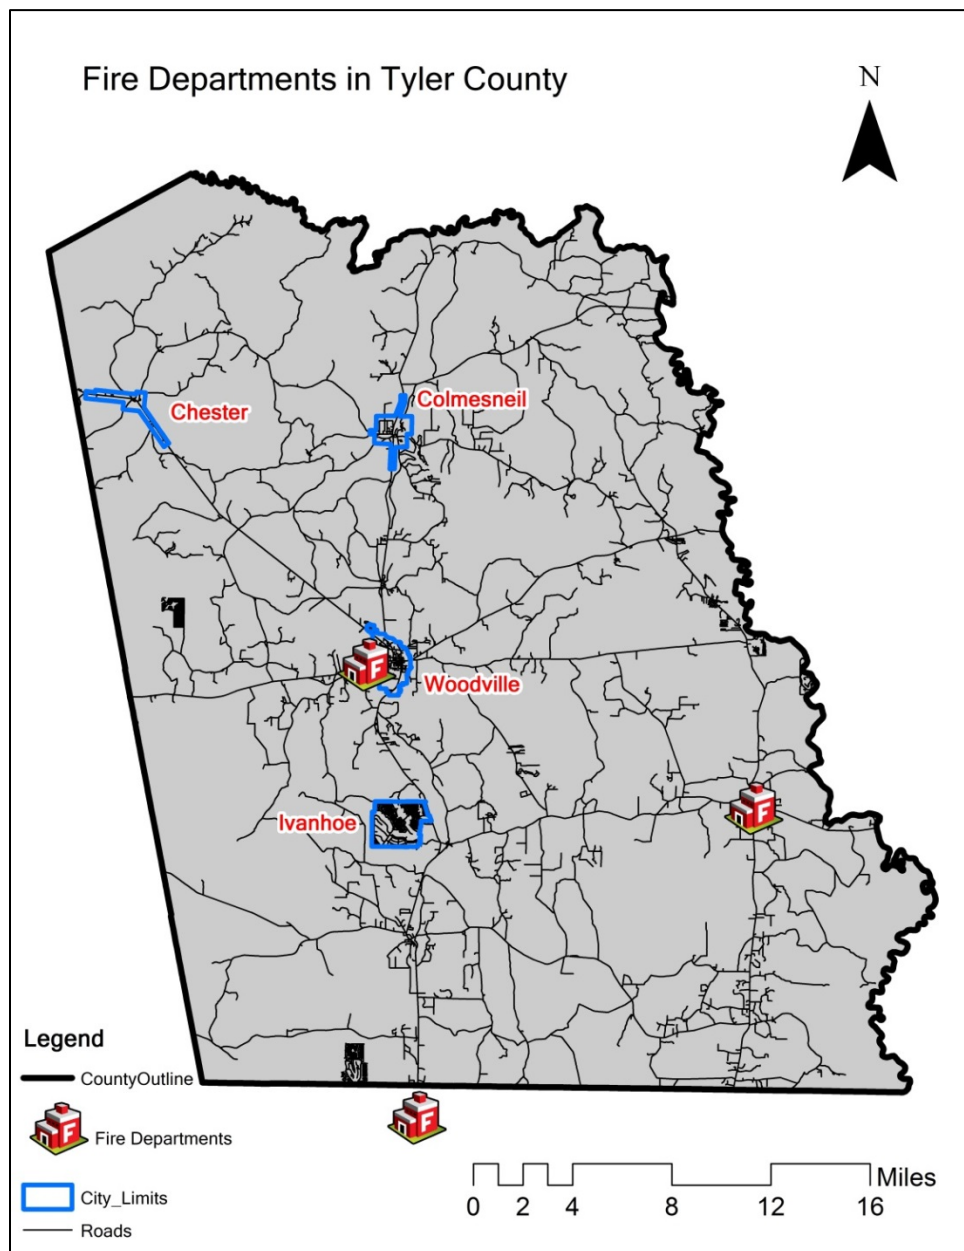 Fire Departments in Tyler County
N
Chester
Colmesneil
F
Woodville
Ivanhoe
F
Legend
CountyOutline
F
Fire Departments
F
City_Limits
Roads
Miles
0 2 4 8 12 16